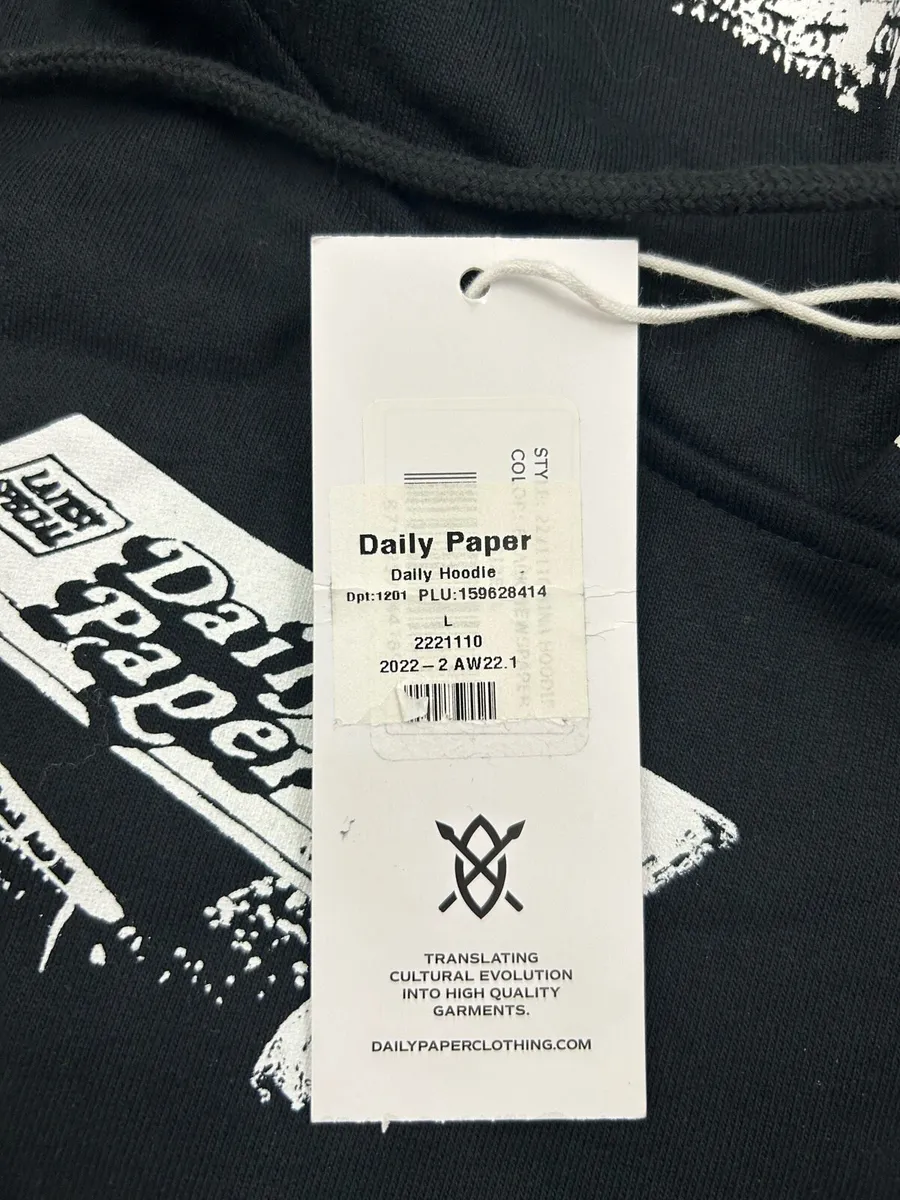 Daily Paper
Daily Hoodie
Dpt:1201 PLU:159628414
L
2221110
2022-2 AW22.1
TRANSLATING
CULTURAL EVOLUTION
INTO HIGH QUALITY
GARMENTS.
DAILYPAPERCLOTHING.COM
LATEST
Daily
Paper